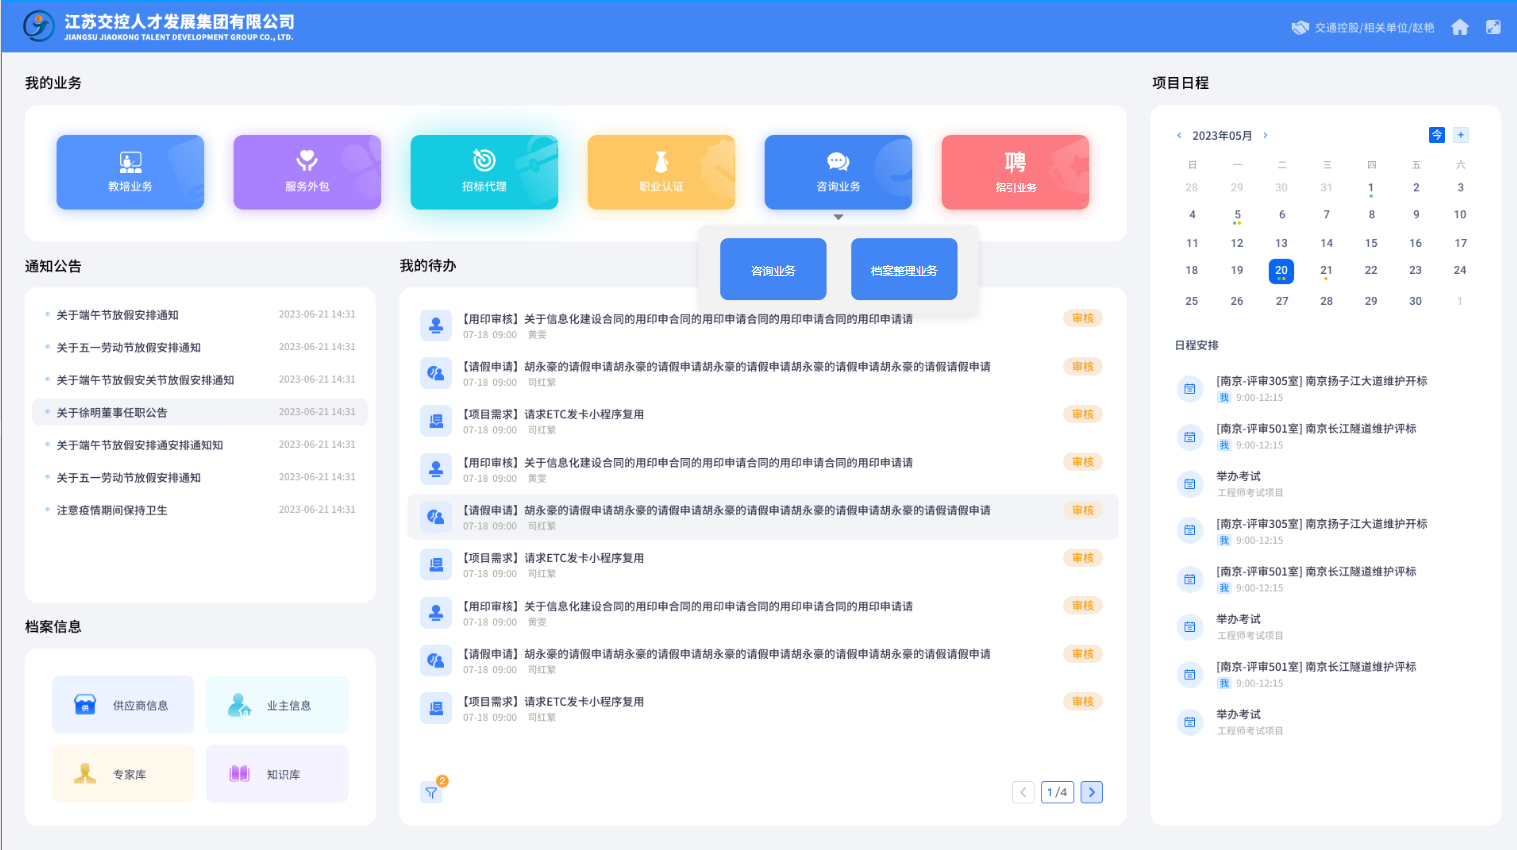 江苏交控人才发展集团有限公司
JIANGSU JIAOKONG TALENT DEVELOPMENT GROUP CO., LTD.
交通控股/相关单位/赵艳
我的业务
教培业务
服务外包
招标代理
职业认证
咨询业务
聘
招引业务
咨询业务
档案整理业务
通知公告
关于端午节放假安排通知 2023-06-21 14:31
关于五一劳动节放假安排通知 2023-06-21 14:31
关于端午节放假安关节放假安排通知 2023-06-21 14:31
关于徐明董事任职公告 2023-06-21 14:31
关于端午节放假安排通安排通知知 2023-06-21 14:31
关于五一劳动节放假安排通知 2023-06-21 14:31
注意疫情期间保持卫生 2023-06-21 14:31
档案信息
供
供应商信息
业主信息
专家库
知识库
我的待办
【用印审核】关于信息化建设合同的用印申合同的用印申请合同的用印申请合同的用印申请请 审核
07-18 09:00 黄雯
【请假申请】胡永豪的请假申请胡永豪的请假申请胡永豪的请假申请胡永豪的请假申请胡永豪的请假请假申请 审核
07-18 09:00 司红繁
【项目需求】请求ETC发卡小程序复用 审核
07-18 09:00 司红繁
【用印审核】关于信息化建设合同的用印申合同的用印申请合同的用印申请合同的用印申请请 审核
07-18 09:00 黄雯
【请假申请】胡永豪的请假申请胡永豪的请假申请胡永豪的请假申请胡永豪的请假申请胡永豪的请假请假申请 审核
07-18 09:00 司红繁
【项目需求】请求ETC发卡小程序复用 审核
07-18 09:00 司红繁
【用印审核】关于信息化建设合同的用印申合同的用印申请合同的用印申请合同的用印申请请 审核
07-18 09:00 黄雯
【请假申请】胡永豪的请假申请胡永豪的请假申请胡永豪的请假申请胡永豪的请假申请胡永豪的请假请假申请 审核
07-18 09:00 司红繁
【项目需求】请求ETC发卡小程序复用 审核
07-18 09:00 司红繁
2
1 /4
项目日程
2023年05月 今 +
日 一 二 三 四 五 六
28 29 30 31 1 2 3
4 5 6 7 8 9 10
11 12 13 14 15 16 17
18 19 20 21 22 23 24
25 26 27 28 29 30 1
日程安排
[南京-评审305室] 南京扬子江大道维护开标
我 9:00-12:15
[南京-评审501室] 南京长江隧道维护评标
我 9:00-12:15
举办考试
工程师考试项目
[南京-评审305室] 南京扬子江大道维护开标
我 9:00-12:15
[南京-评审501室] 南京长江隧道维护评标
我 9:00-12:15
举办考试
工程师考试项目
[南京-评审501室] 南京长江隧道维护评标
我 9:00-12:15
举办考试
工程师考试项目